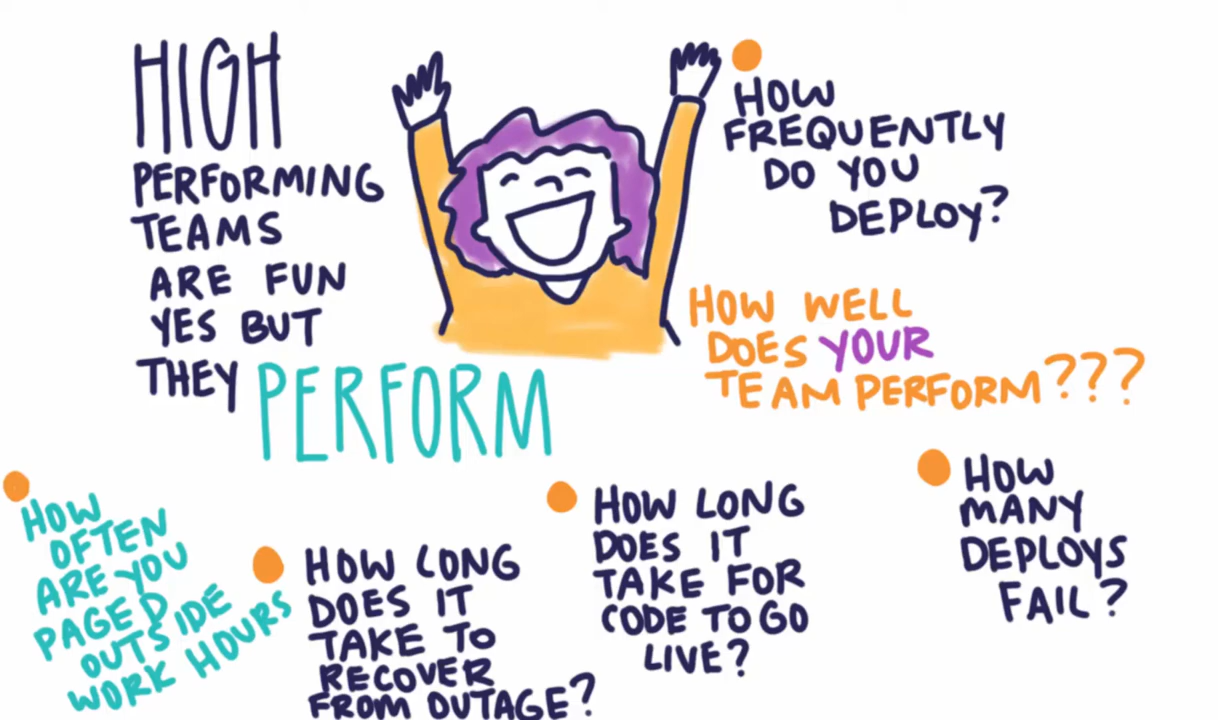 HIGH
PERFORMING
TEAMS
ARE FUN
YES BUT
THEY PERFORM
HOW
FREQUENTLY
DO YOU
DEPLOY?
HOW WELL
DOES YOUR
TEAM PERFORM???
HOW
OFTEN
ARE YOU
PAGED
OUTSIDE
WORK HOURS
HOW LONG
DOES IT
TAKE TO
RECOVER
FROM OUTAGE?
HOW LONG
DOES IT
TAKE FOR
CODE TO GO
LIVE?
HOW
MANY
DEPLOYS
FAIL?